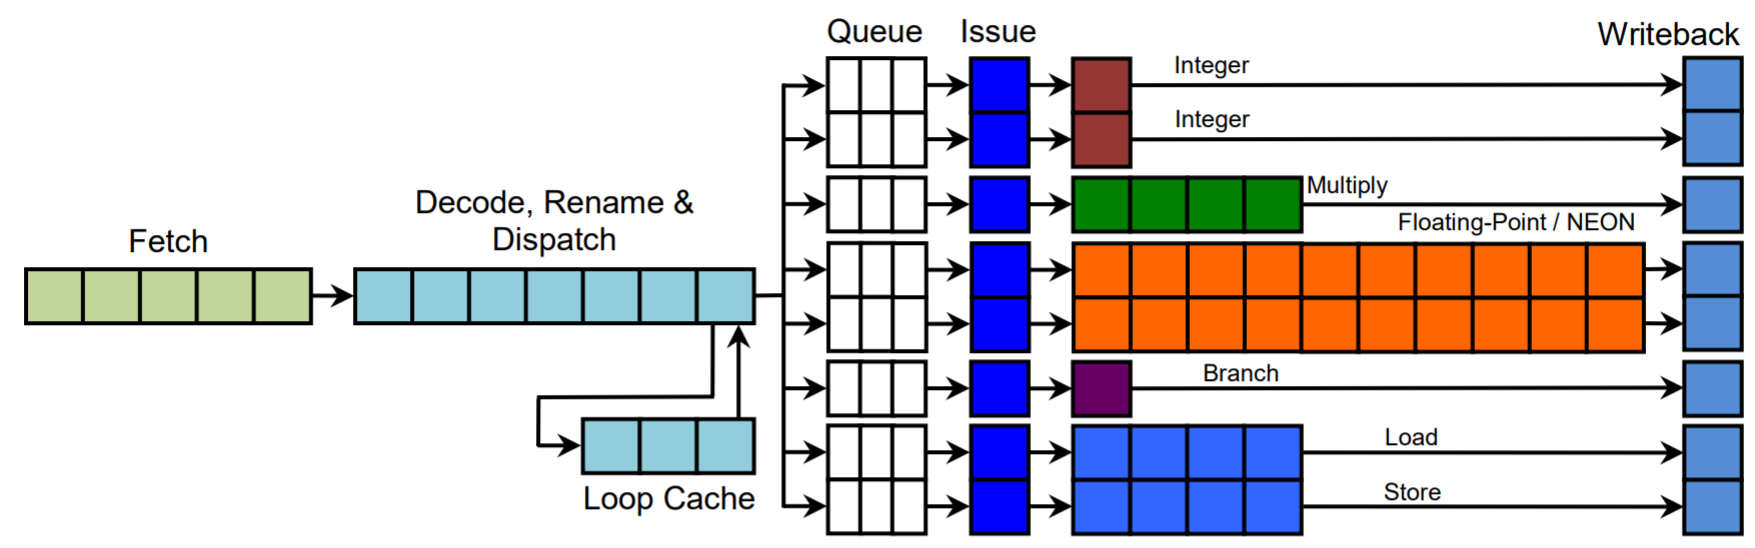 Queue
Issue
Writeback
Integer
Integer
Multiply
Floating-Point / NEON
Decode, Rename &
Dispatch
Fetch
Branch
Loop Cache
Load
Store